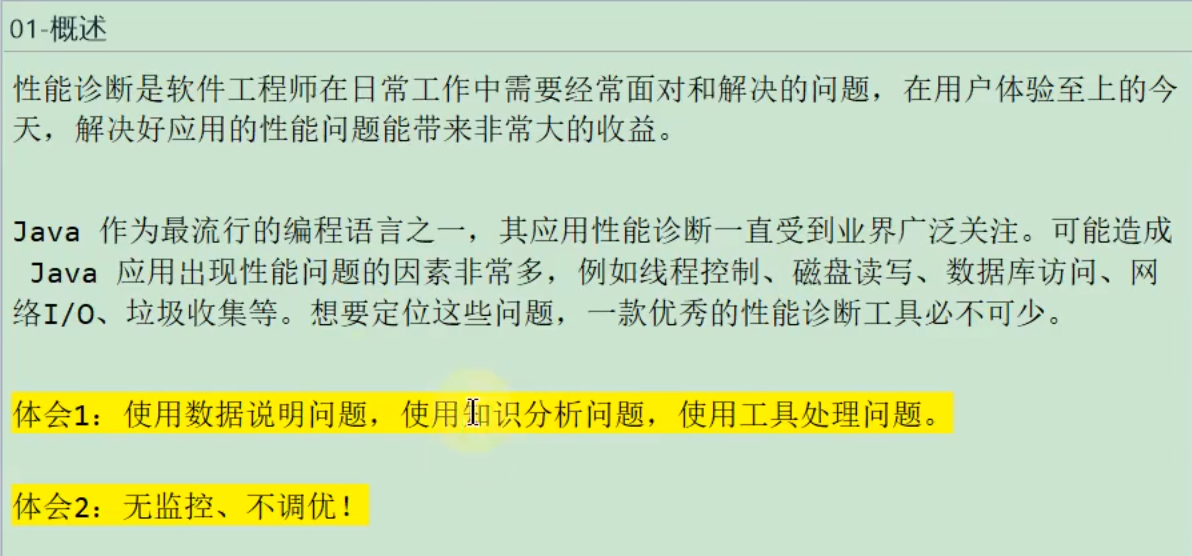 01-概述
性能诊断是软件工程师在日常工作中需要经常面对和解决的问题，在用户体验至上的今
天，解决好应用的性能问题能带来非常大的收益。
Java 作为最流行的编程语言之一，其应用性能诊断一直受到业界广泛关注。可能造成
Java 应用出现性能问题的因素非常多，例如线程控制、磁盘读写、数据库访问、网
络I/O、垃圾收集等。想要定位这些问题，一款优秀的性能诊断工具必不可少。
体会1：使用数据说明问题，使用知识分析问题，使用工具处理问题。
体会2：无监控、不调优！